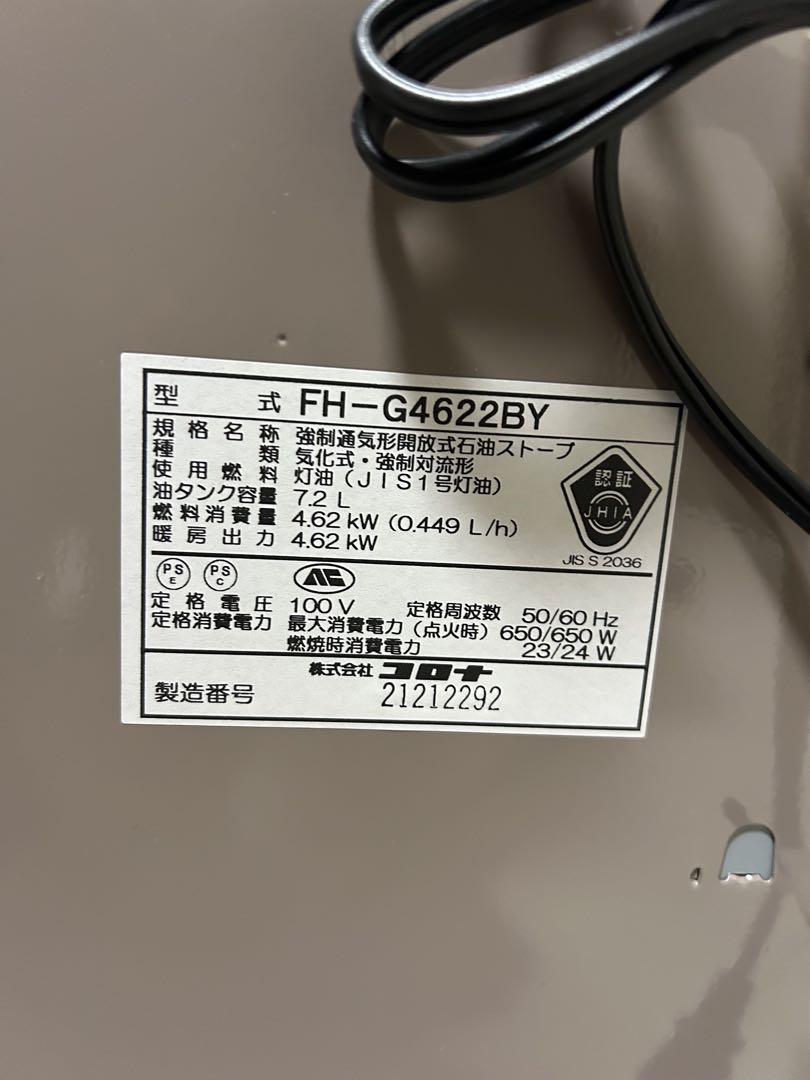 型 式 FH-G4622BY
規格名称 強制通気形開放式石油ストーブ
種 類 気化式・強制対流形
使用燃料 灯油(JIS1号灯油)
油タンク容量 7.2 L
燃料消費量 4.62 kW (0.449 L/h)
暖房出力 4.62 kW
認証
JHIA
JIS S 2036
PS E PS C
定格電圧 100 V 定格周波数 50/60 Hz
定格消費電力 最大消費電力(点火時) 650/650 W
燃焼時消費電力 23/24 W
株式会社 コロナ
製造番号 21212292